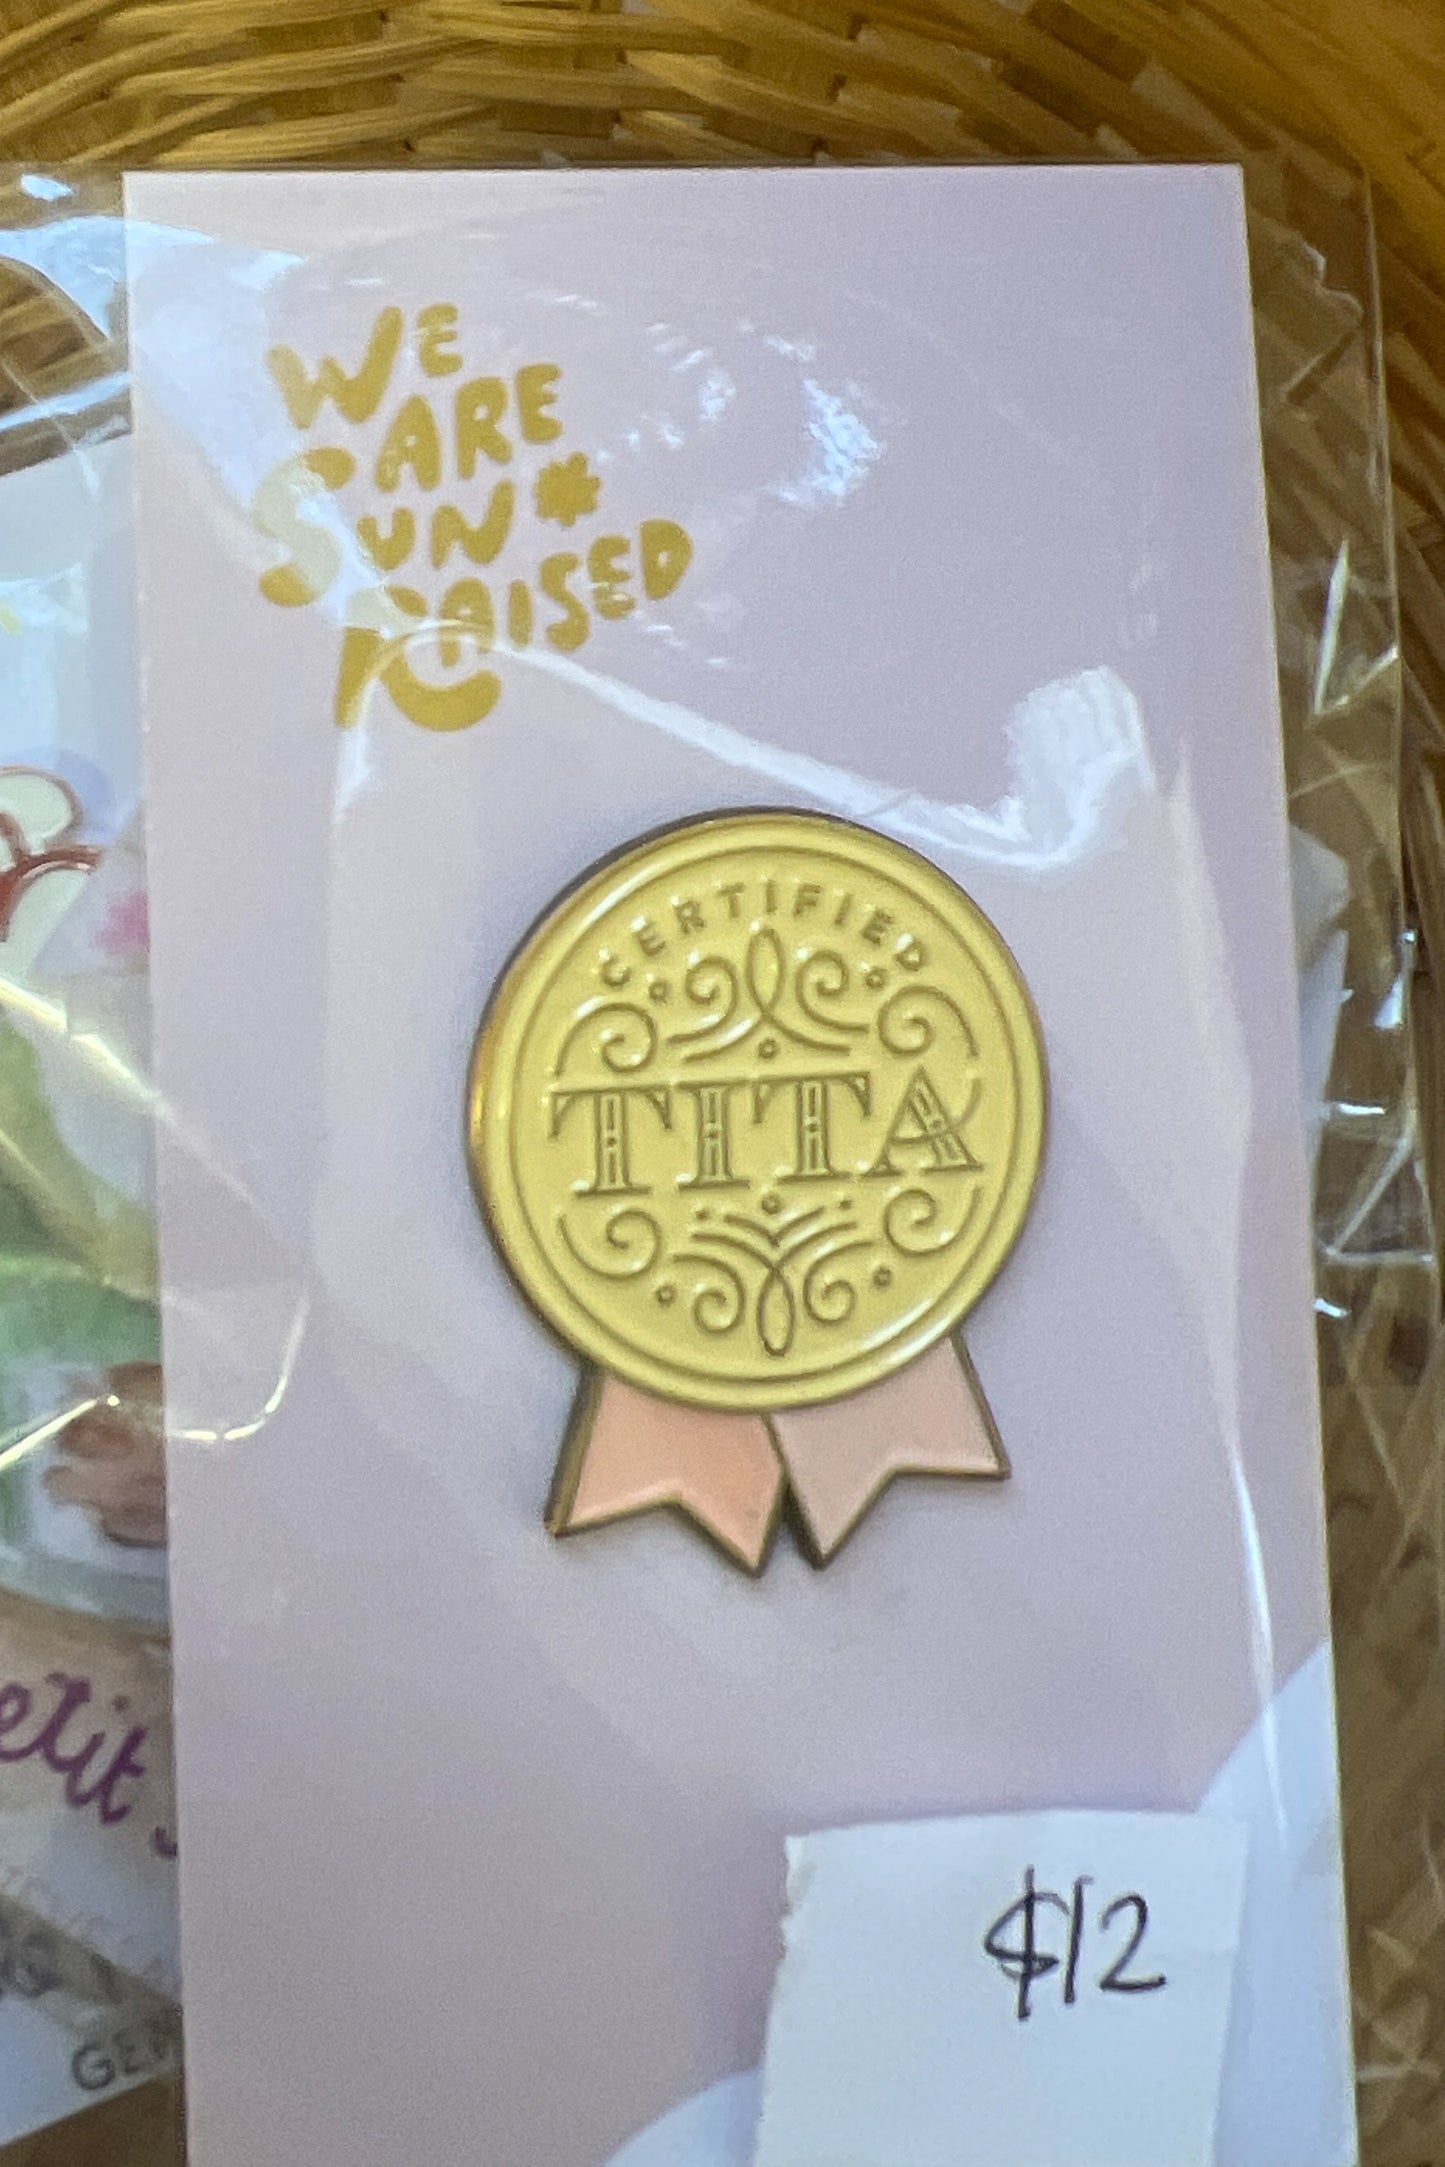 WE
ARE
SUN
RAISED
CERTIFIED
TITA
$12